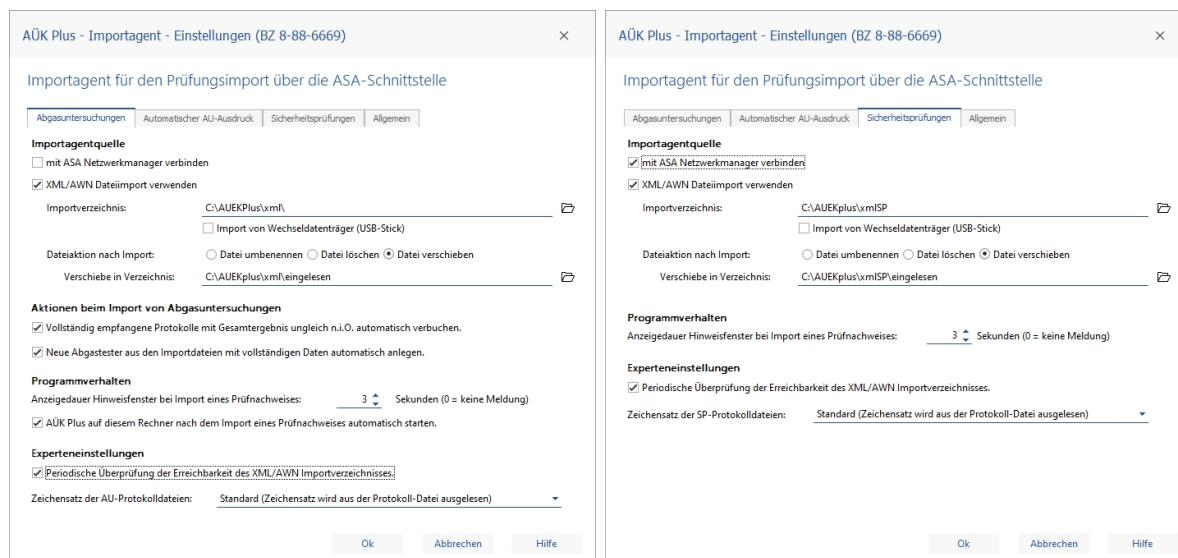 AÜK Plus - Importagent - Einstellungen (BZ 8-88-6669)
Importagent für den Prüfungsimport über die ASA-Schnittstelle
Abgasuntersuchungen Automatischer AU-Ausdruck Sicherheitsprüfungen Allgemein
Importagentquelle
mit ASA Netzwerkmanager verbinden
XML/AWN Dateiimport verwenden
Importverzeichnis: C:\AUEKPlus\xml\
Import von Wechseldatenträger (USB-Stick)
Dateiaktion nach Import: Datei umbenennen Datei löschen Datei verschieben
Verschiebe in Verzeichnis: C:\AUEKplus\xml\eingelesen
Aktionen beim Import von Abgasuntersuchungen
Vollständig empfangene Protokolle mit Gesamtergebnis ungleich n.i.O. automatisch verbuchen.
Neue Abgastester aus den Importdateien mit vollständigen Daten automatisch anlegen.
Programmverhalten
Anzeigedauer Hinweisfenster bei Import eines Prüfnachweises: 3 Sekunden (0 = keine Meldung)
AÜK Plus auf diesem Rechner nach dem Import eines Prüfnachweises automatisch starten.
Experteneinstellungen
Periodische Überprüfung der Erreichbarkeit des XML/AWN Importverzeichnisses.
Zeichensatz der AU-Protokolldateien: Standard (Zeichensatz wird aus der Protokoll-Datei ausgelesen)
Ok Abbrechen Hilfe
AÜK Plus - Importagent - Einstellungen (BZ 8-88-6669)
Importagent für den Prüfungsimport über die ASA-Schnittstelle
Abgasuntersuchungen Automatischer AU-Ausdruck Sicherheitsprüfungen Allgemein
Importagentquelle
mit ASA Netzwerkmanager verbinden
XML/AWN Dateiimport verwenden
Importverzeichnis: C:\AUEKplus\xmlSP
Import von Wechseldatenträger (USB-Stick)
Dateiaktion nach Import: Datei umbenennen Datei löschen Datei verschieben
Verschiebe in Verzeichnis: C:\AUEKplus\xmlSP\eingelesen
Programmverhalten
Anzeigedauer Hinweisfenster bei Import eines Prüfnachweises: 3 Sekunden (0 = keine Meldung)
Experteneinstellungen
Periodische Überprüfung der Erreichbarkeit des XML/AWN Importverzeichnisses.
Zeichensatz der SP-Protokolldateien: Standard (Zeichensatz wird aus der Protokoll-Datei ausgelesen)
Ok Abbrechen Hilfe